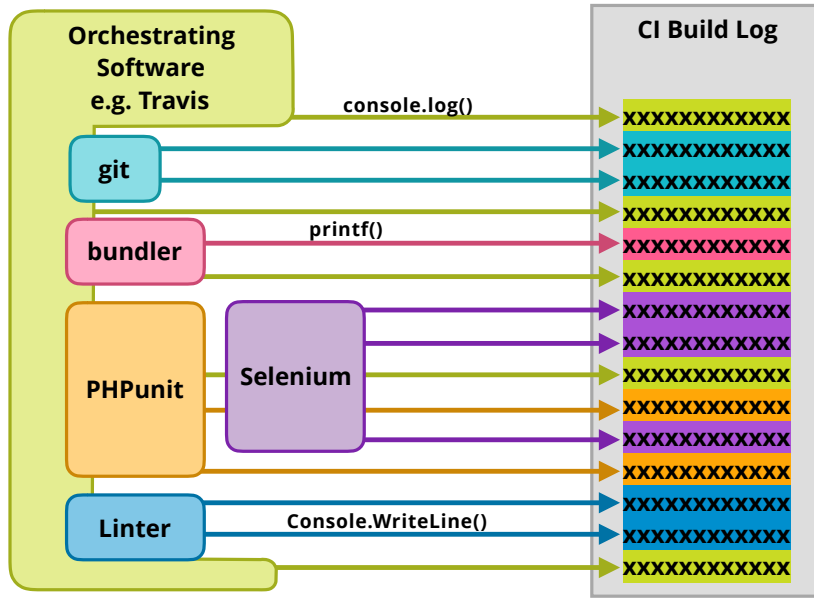 Orchestrating
Software
e.g. Travis
CI Build Log
console.log()
xxxxxxxxxxxx
git
xxxxxxxxxxxx
xxxxxxxxxxxx
xxxxxxxxxxxx
bundler
printf()
xxxxxxxxxxxx
xxxxxxxxxxxx
xxxxxxxxxxxx
xxxxxxxxxxxx
PHPunit
Selenium
xxxxxxxxxxxx
xxxxxxxxxxxx
xxxxxxxxxxxx
xxxxxxxxxxxx
Linter
xxxxxxxxxxxx
Console.WriteLine()
xxxxxxxxxxxx
xxxxxxxxxxxx